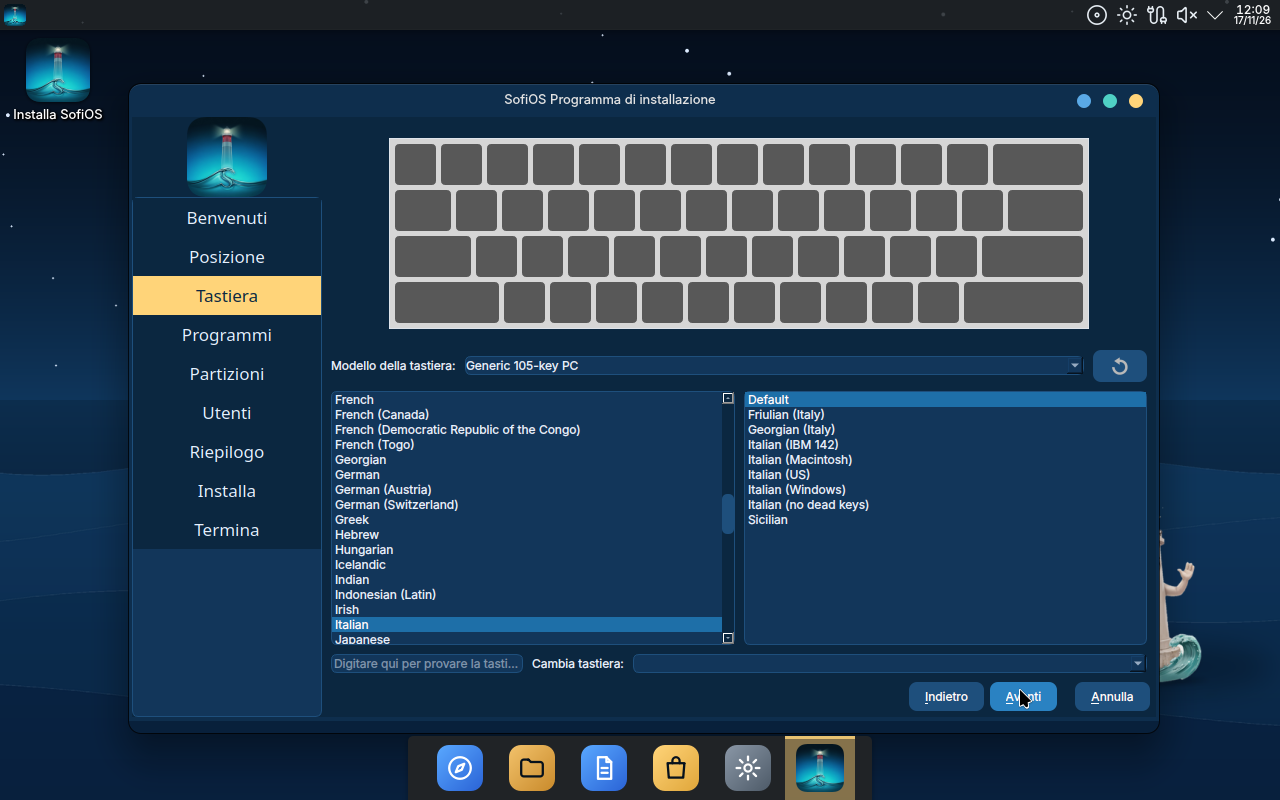 12:09
17/11/26
Installa SofiOS
SofiOS Programma di installazione
Benvenuti
Posizione
Tastiera
Programmi
Partizioni
Utenti
Riepilogo
Installa
Termina
Modello della tastiera: Generic 105-key PC
French
French (Canada)
French (Democratic Republic of the Congo)
French (Togo)
Georgian
German
German (Austria)
German (Switzerland)
Greek
Hebrew
Hungarian
Icelandic
Indian
Indonesian (Latin)
Irish
Italian
Japanese
Default
Friulian (Italy)
Georgian (Italy)
Italian (IBM 142)
Italian (Macintosh)
Italian (US)
Italian (Windows)
Italian (no dead keys)
Sicilian
Digitare qui per provare la tasti... Cambia tastiera:
Indietro Avanti Annulla